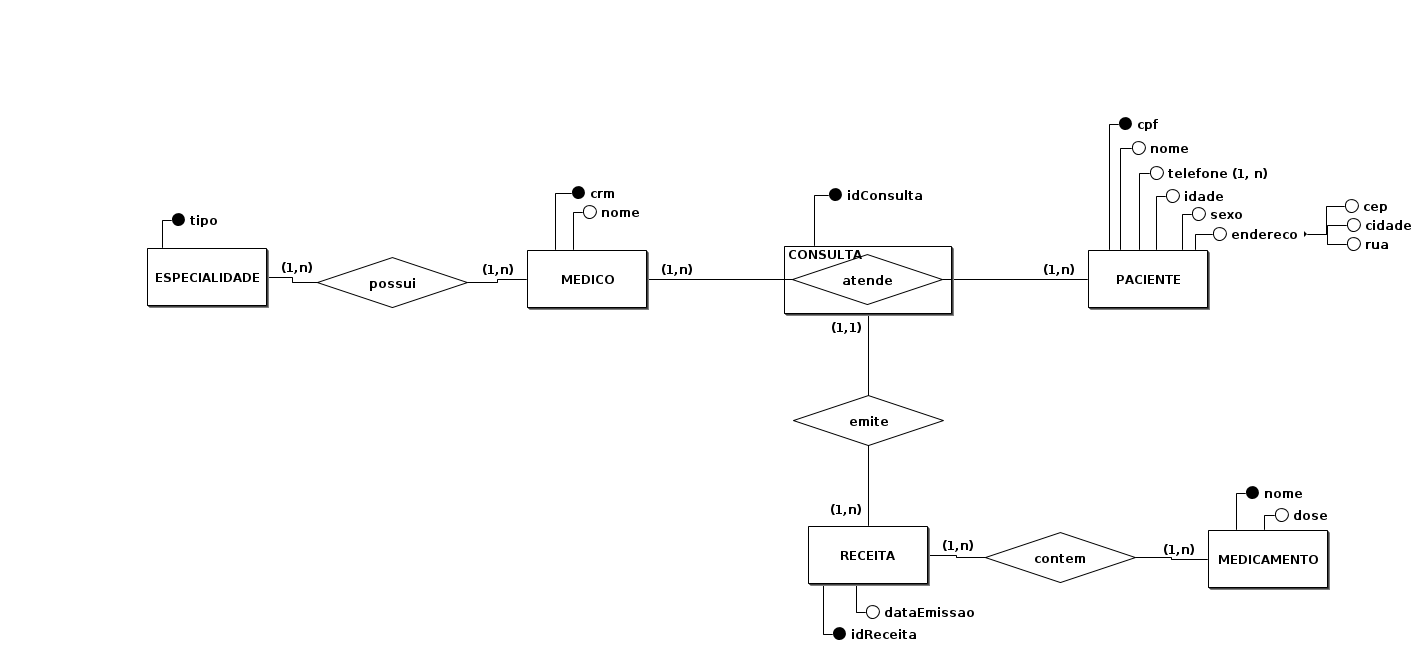 cpf
nome
telefone (1, n)
idade
sexo
endereco
cep
cidade
rua
crm
nome
idConsulta
tipo
ESPECIALIDADE
(1,n)
possui
(1,n)
MEDICO
(1,n)
CONSULTA
atende
(1,n)
PACIENTE
(1,1)
emite
(1,n)
RECEITA
(1,n)
contem
(1,n)
MEDICAMENTO
nome
dose
dataEmissao
idReceita